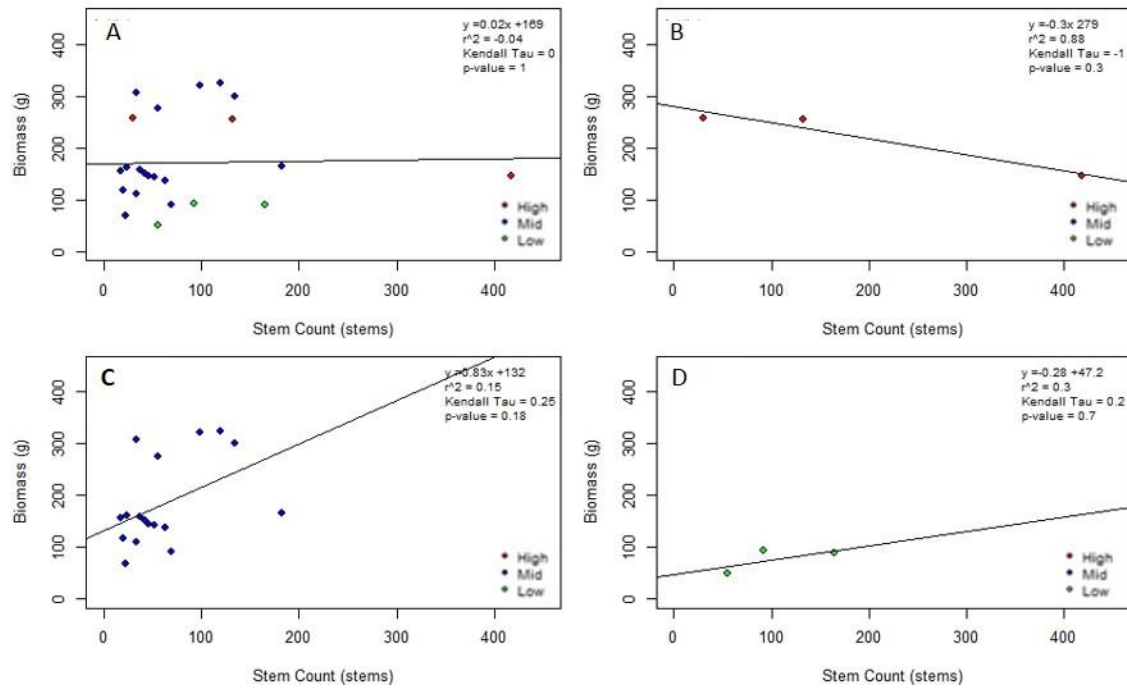 A
y =0.02x +169
r^2 = -0.04
Kendall Tau = 0
p-value = 1
Biomass (g)
400
300
200
100
0
High
Mid
Low
0 100 200 300 400
Stem Count (stems)
B
y =-0.3x 279
r^2 = 0.88
Kendall Tau = -1
p-value = 0.3
Biomass (g)
400
300
200
100
0
High
Mid
Low
0 100 200 300 400
Stem Count (stems)
C
y =0.83x +132
r^2 = 0.15
Kendall Tau = 0.25
p-value = 0.18
Biomass (g)
400
300
200
100
0
High
Mid
Low
0 100 200 300 400
Stem Count (stems)
D
y =-0.28 +47.2
r^2 = 0.3
Kendall Tau = 0.2
p-value = 0.7
Biomass (g)
400
300
200
100
0
High
Mid
Low
0 100 200 300 400
Stem Count (stems)